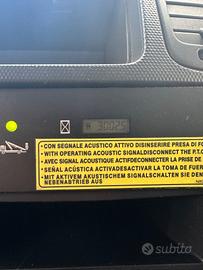 • CON SEGNALE ACUSTICO ATTIVO DISINSERIRE PRESA DI FO
• WITH OPERATING ACOUSTIC SIGNALDISCONNECT THE P.T.O
• AVEC SIGNAL ACOUSTIQUE ACTIFDECONNECTER LA PRISE DE
• SEÑAL ACÚSTICA ACTIVADESACTIVAR LA TOMA DE FUER
• MIT AKTIVEM AKUSTISCHEM SIGNALSCHALTEN SIE DEN
NEBENANTRIEB AUS
subito